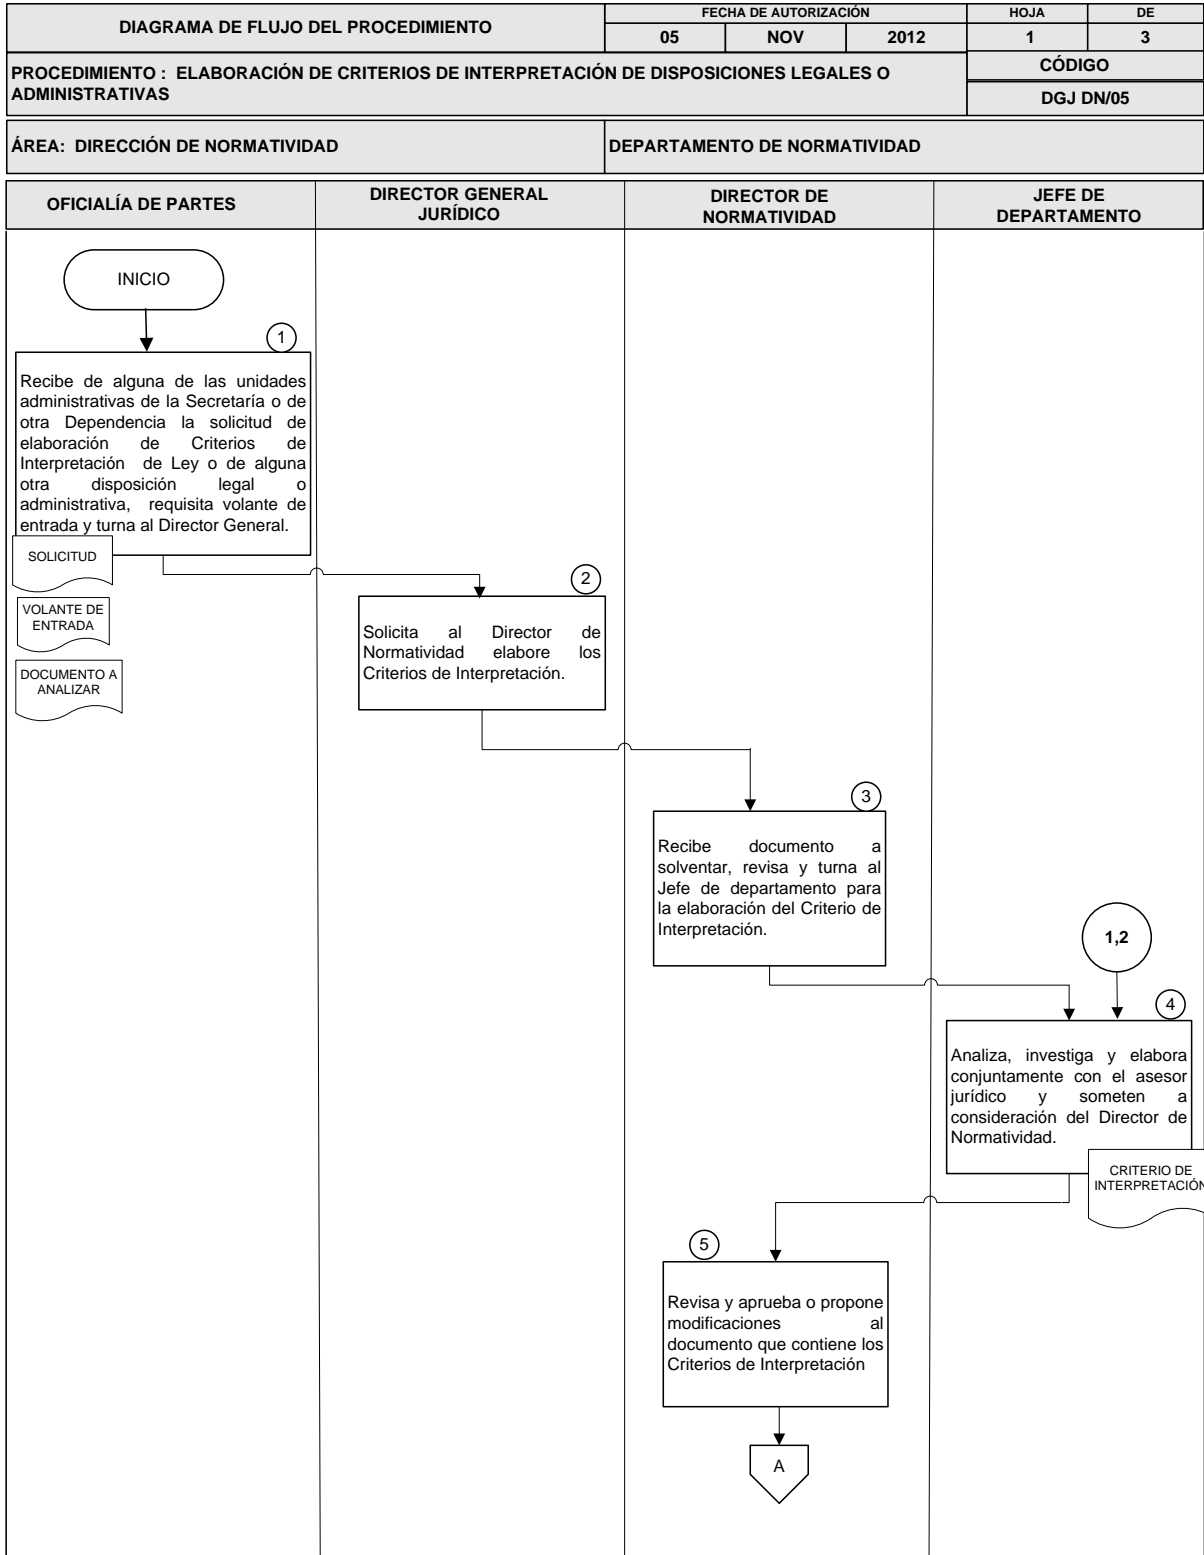 DIAGRAMA DE FLUJO DEL PROCEDIMIENTO
FECHA DE AUTORIZACIÓN
HOJA
DE
05
NOV
2012
1
3
PROCEDIMIENTO : ELABORACIÓN DE CRITERIOS DE INTERPRETACIÓN DE DISPOSICIONES LEGALES O
ADMINISTRATIVAS
CÓDIGO
DGJ DN/05
ÁREA: DIRECCIÓN DE NORMATIVIDAD
DEPARTAMENTO DE NORMATIVIDAD
OFICIALÍA DE PARTES
DIRECTOR GENERAL
JURÍDICO
DIRECTOR DE
NORMATIVIDAD
JEFE DE
DEPARTAMENTO
INICIO
1
Recibe de alguna de las unidades
administrativas de la Secretaría o de
otra Dependencia la solicitud de
elaboración de Criterios de
Interpretación de Ley o de alguna
otra disposición legal o
administrativa, requisita volante de
entrada y turna al Director General.
SOLICITUD
VOLANTE DE
ENTRADA
DOCUMENTO A
ANALIZAR
2
Solicita al Director de
Normatividad elabore los
Criterios de Interpretación.
3
Recibe documento a
solventar, revisa y turna al
Jefe de departamento para
la elaboración del Criterio de
Interpretación.
1,2
4
Analiza, investiga y elabora
conjuntamente con el asesor
jurídico y someten a
consideración del Director de
Normatividad.
CRITERIO DE
INTERPRETACIÓN
5
Revisa y aprueba o propone
modificaciones al
documento que contiene los
Criterios de Interpretación
A